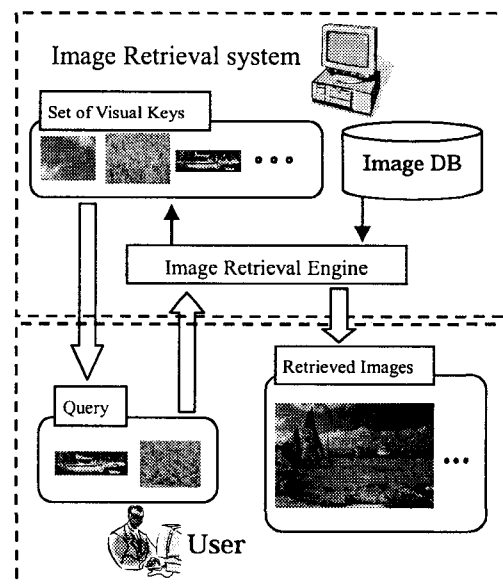 Image Retrieval system
Set of Visual Keys
Image DB
Image Retrieval Engine
Retrieved Images
Query
User